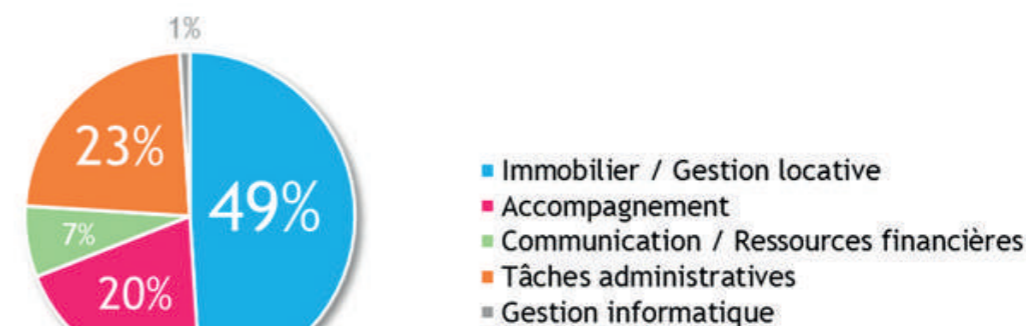 1%
23%
49%
7%
20%
Immobilier / Gestion locative
Accompagnement
Communication / Ressources financières
Tâches administratives
Gestion informatique